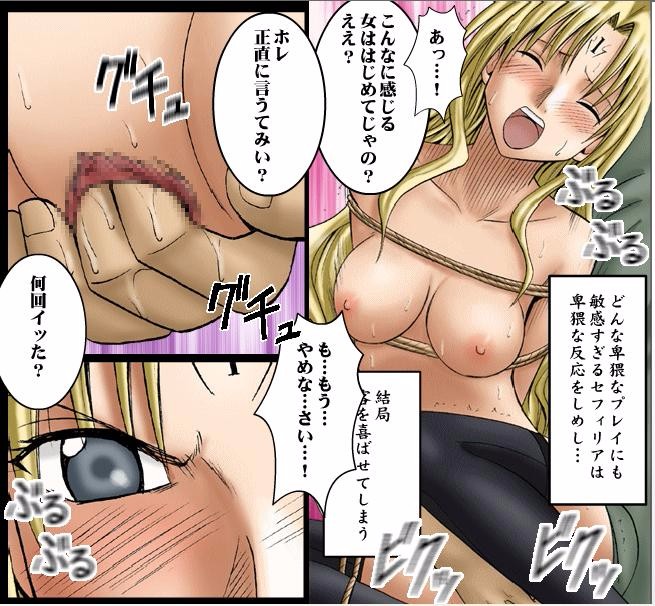 あっ…！
こんなに感じる
女ははじめてじゃの？
ええ？
ぶる
ぶる
どんな卑猥なプレイにも
敏感すぎるセフィリアは
卑猥な反応をしめし…
結局
を喜ばせてしまう
ビクッ
ビクッ
ホレ
正直に言うてみい？
グチュ
グチュ
何回イッた？
も…もう…
やめな…さい…！
ぶる
ぶる
I